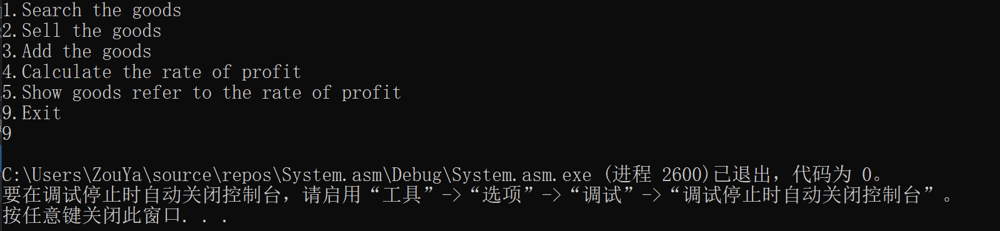 1.Search the goods
2.Sell the goods
3.Add the goods
4.Calculate the rate of profit
5.Show goods refer to the rate of profit
9.Exit
9
C:\Users\ZouYa\source\repos\System.asm\Debug\System.asm.exe (进程 2600)已退出，代码为 0。
要在调试停止时自动关闭控制台，请启用“工具”->“选项”->“调试”->“调试停止时自动关闭控制台”。
按任意键关闭此窗口. . .